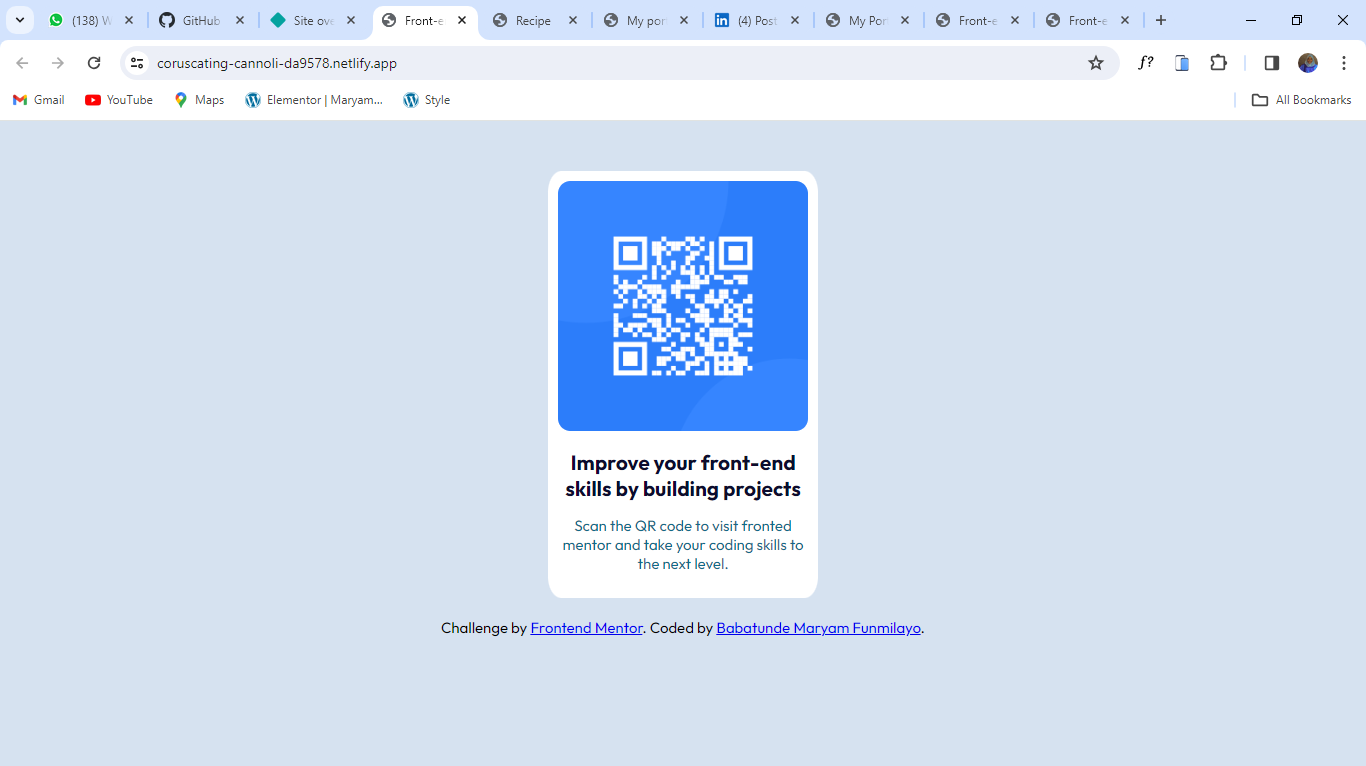 (138) W
GitHub
Site ove
Front-e
Recipe
My por
(4) Post
My Por
Front-e
Front-e
coruscating-cannoli-da9578.netlify.app
f?
Gmail
YouTube
Maps
Elementor | Maryam...
Style
All Bookmarks
Improve your front-end
skills by building projects
Scan the QR code to visit fronted
mentor and take your coding skills to
the next level.
Challenge by Frontend Mentor. Coded by Babatunde Maryam Funmilayo.